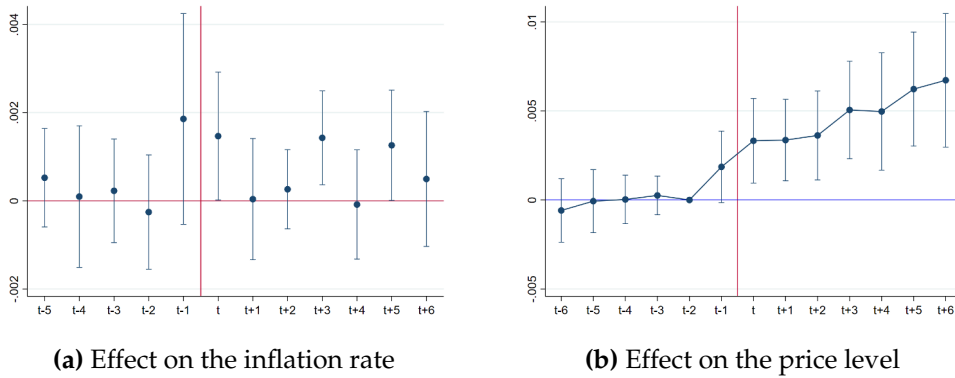 .004
.002
0
-.002
t-5 t-4 t-3 t-2 t-1 t t+1 t+2 t+3 t+4 t+5 t+6
(a) Effect on the inflation rate
.01
.005
0
-.005
t-6 t-5 t-4 t-3 t-2 t-1 t t+1 t+2 t+3 t+4 t+5 t+6
(b) Effect on the price level